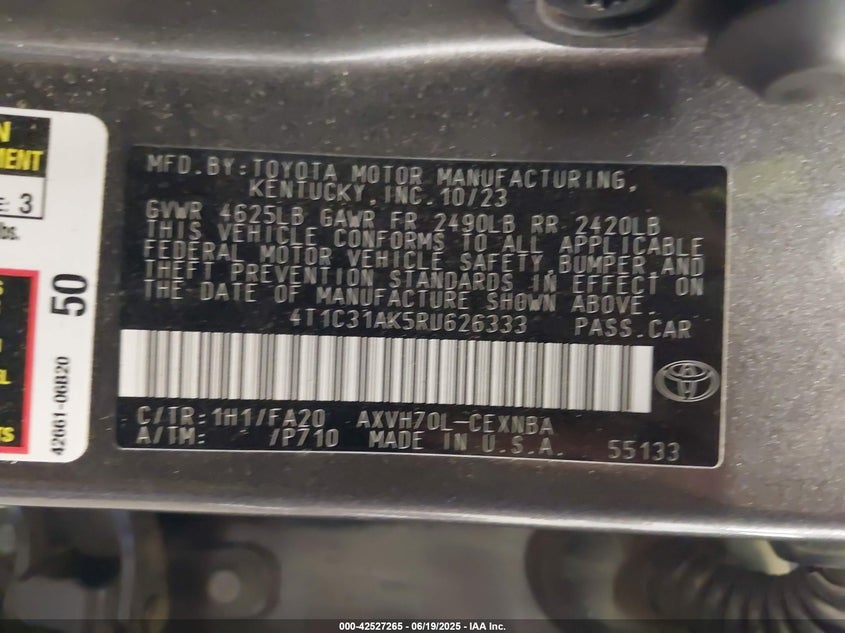 N
MENT
E: 3
bs.
S
L
TS
50
42661-06B20
MFD.BY:TOYOTA MOTOR MANUFACTURING,
KENTUCKY,INC.10/23
GVWR 4625LB GAWR FR 2490LB RR 2420LB
THIS VEHICLE CONFORMS TO ALL APPLICABLE
FEDERAL MOTOR VEHICLE SAFETY,BUMPER AND
THEFT PREVENTION STANDARDS IN EFFECT ON
THE DATE OF MANUFACTURE SHOWN ABOVE.
4T1C31AK5RU626333 PASS.CAR
C/TR:1H1/FA20 AXVH70L-CEXNBA
A/TM: /P710 MADE IN U.S.A. 55133
000-42527265 - 06/19/2025 - IAA Inc.